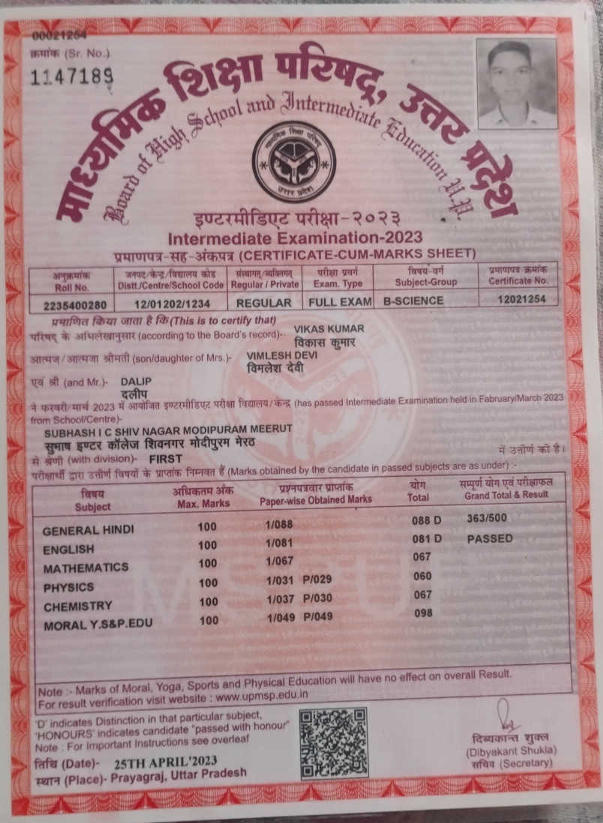 00021254
क्रमांक (Sr. No.)
1147189
माध्यमिक शिक्षा परिषद्, उत्तर प्रदेश
Board of High School and Intermediate Education U.P.
माध्यमिक शिक्षा परिषद्
उत्तर प्रदेश
इण्टरमीडिएट परीक्षा-२०२३
Intermediate Examination-2023
प्रमाणपत्र-सह-अंकपत्र (CERTIFICATE-CUM-MARKS SHEET)
अनुक्रमांक जनपद/केन्द्र/विद्यालय कोड संस्थागत/व्यक्तिगत परीक्षा प्रवर्ग विषय-वर्ग प्रमाणपत्र क्रमांक
Roll No. Distt./Centre/School Code Regular / Private Exam. Type Subject-Group Certificate No.
2235400280 12/01202/1234 REGULAR FULL EXAM B-SCIENCE 12021254
प्रमाणित किया जाता है कि (This is to certify that)
परिषद् के अभिलेखानुसार (according to the Board's record)- VIKAS KUMAR
विकास कुमार
आत्मज/आत्मजा श्रीमती (son/daughter of Mrs.)- VIMLESH DEVI
विमलेश देवी
एवं श्री (and Mr.)- DALIP
दलीप
ने फरवरी/मार्च 2023 में आयोजित इण्टरमीडिएट परीक्षा विद्यालय/केन्द्र (has passed Intermediate Examination held in Fabruary/March 2023
from School/Centre)-
SUBHASH I C SHIV NAGAR MODIPURAM MEERUT
सुभाष इण्टर कॉलेज शिवनगर मोदीपुरम मेरठ
से श्रेणी (with division)- FIRST में उत्तीर्ण की है।
परीक्षार्थी द्वारा उत्तीर्ण विषयों के प्राप्तांक निम्नवत हैं (Marks obtained by the candidate in passed subjects are as under) :-
विषय अधिकतम अंक प्रश्नपत्रवार प्राप्तांक योग सम्पूर्ण योग एवं परीक्षाफल
Subject Max. Marks Paper-wise Obtained Marks Total Grand Total & Result
GENERAL HINDI 100 1/088 088 D 363/500
ENGLISH 100 1/081 081 D PASSED
MATHEMATICS 100 1/067 067
PHYSICS 100 1/031 P/029 060
CHEMISTRY 100 1/037 P/030 067
MORAL Y.S&P.EDU 100 1/049 P/049 098
Note :- Marks of Moral, Yoga, Sports and Physical Education will have no effect on overall Result.
For result verification visit website : www.upmsp.edu.in
'D' indicates Distinction in that particular subject,
'HONOURS' indicates candidate "passed with honour"
Note : For Important Instructions see overleaf
तिथि (Date)- 25TH APRIL'2023
स्थान (Place)- Prayagraj, Uttar Pradesh
दिब्यकान्त शुक्ल
(Dibyakant Shukla)
सचिव (Secretary)